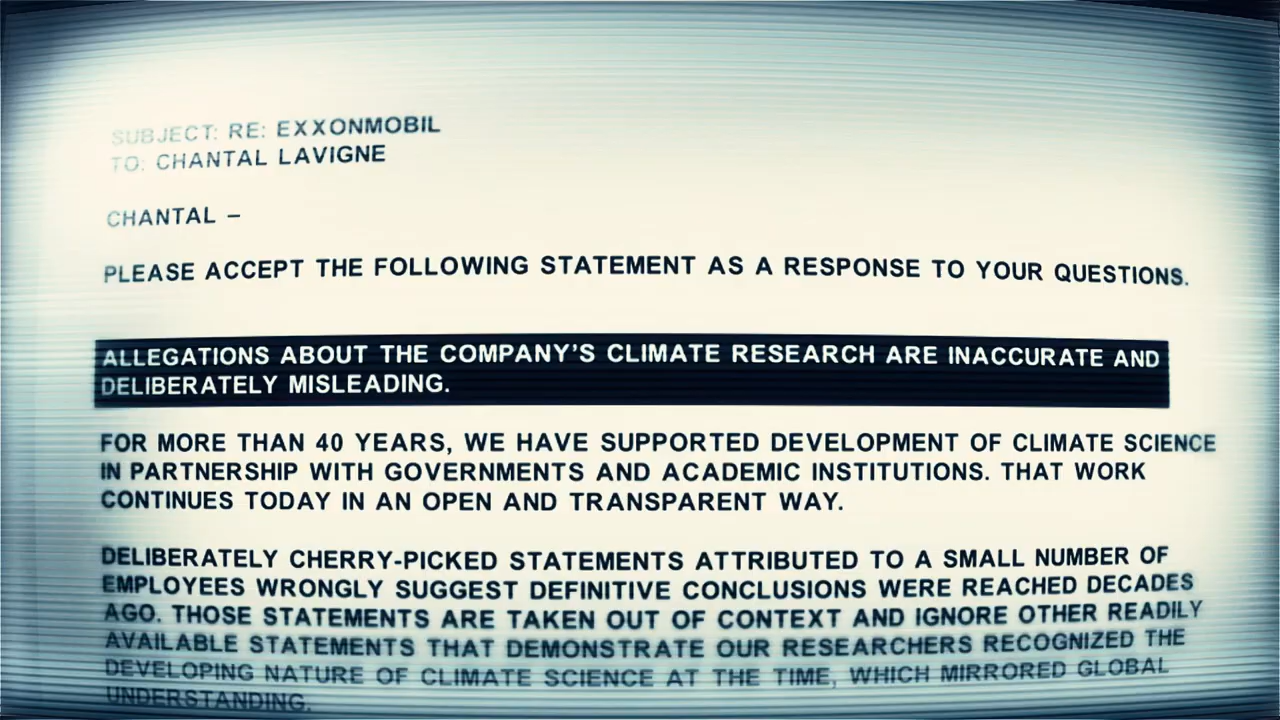 SUBJECT: RE: EXXONMOBIL
TO: CHANTAL LAVIGNE
CHANTAL –
PLEASE ACCEPT THE FOLLOWING STATEMENT AS A RESPONSE TO YOUR QUESTIONS.
ALLEGATIONS ABOUT THE COMPANY'S CLIMATE RESEARCH ARE INACCURATE AND
DELIBERATELY MISLEADING.
FOR MORE THAN 40 YEARS, WE HAVE SUPPORTED DEVELOPMENT OF CLIMATE SCIENCE
IN PARTNERSHIP WITH GOVERNMENTS AND ACADEMIC INSTITUTIONS. THAT WORK
CONTINUES TODAY IN AN OPEN AND TRANSPARENT WAY.
DELIBERATELY CHERRY-PICKED STATEMENTS ATTRIBUTED TO A SMALL NUMBER OF
EMPLOYEES WRONGLY SUGGEST DEFINITIVE CONCLUSIONS WERE REACHED DECADES
AGO. THOSE STATEMENTS ARE TAKEN OUT OF CONTEXT AND IGNORE OTHER READILY
AVAILABLE STATEMENTS THAT DEMONSTRATE OUR RESEARCHERS RECOGNIZED THE
DEVELOPING NATURE OF CLIMATE SCIENCE AT THE TIME, WHICH MIRRORED GLOBAL
UNDERSTANDING.